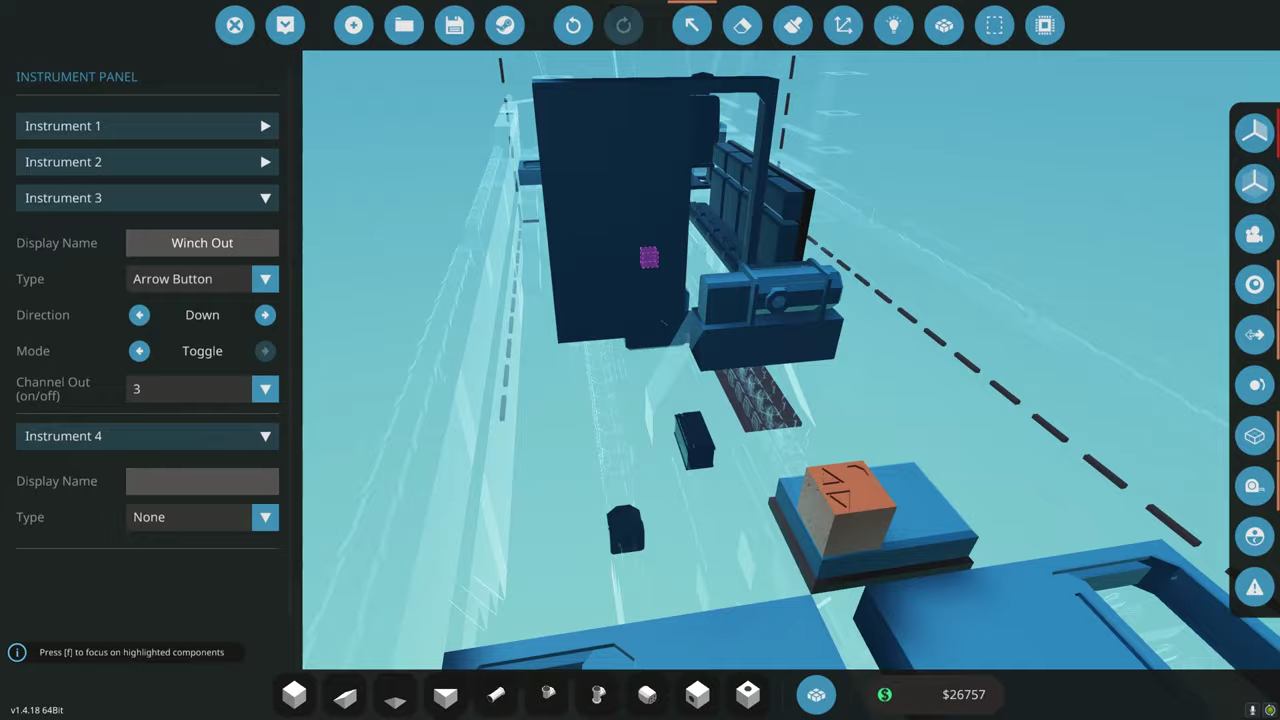 INSTRUMENT PANEL
Instrument 1
Instrument 2
Instrument 3
Display Name Winch Out
Type Arrow Button
Direction Down
Mode Toggle
Channel Out
(on/off) 3
Instrument 4
Display Name
Type None
Press [f] to focus on highlighted components
v1.4.18 64Bit
$ $26757